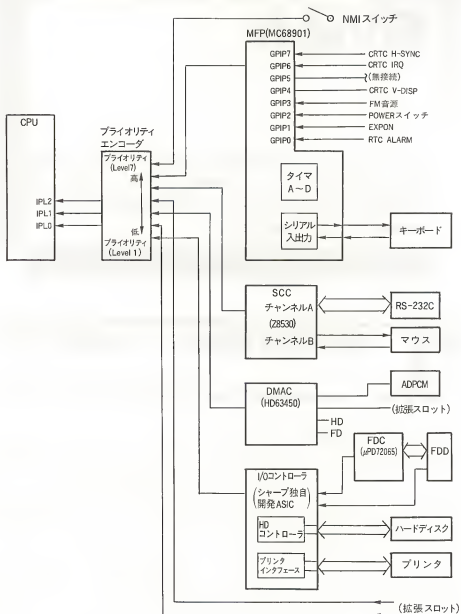 NMIスイッチ
MFP(MC68901)
GPIP7
CRTC H-SYNC
GPIP6
CRTC IRQ
GPIP5
(無接続)
GPIP4
CRTC V-DISP
GPIP3
FM音源
GPIP2
POWERスイッチ
GPIP1
EXPON
GPIP0
RTC ALARM
CPU
IPL2
IPL1
IPL0
プライオリティ
エンコーダ
プライオリティ
(Level7)
高
低
プライオリティ
(Level 1)
タイマ
A～D
シリアル
入出力
キーボード
SCC
チャンネルA
(Z8530)
チャンネルB
RS-232C
マウス
DMAC
(HD63450)
ADPCM
(拡張スロット)
HD
FD
FDC
(μPD72065)
FDD
I/Oコントローラ
(シャープ独自
開発ASIC)
HD
コントローラ
ハードディスク
プリンタ
インタフェース
プリンタ
(拡張スロット)